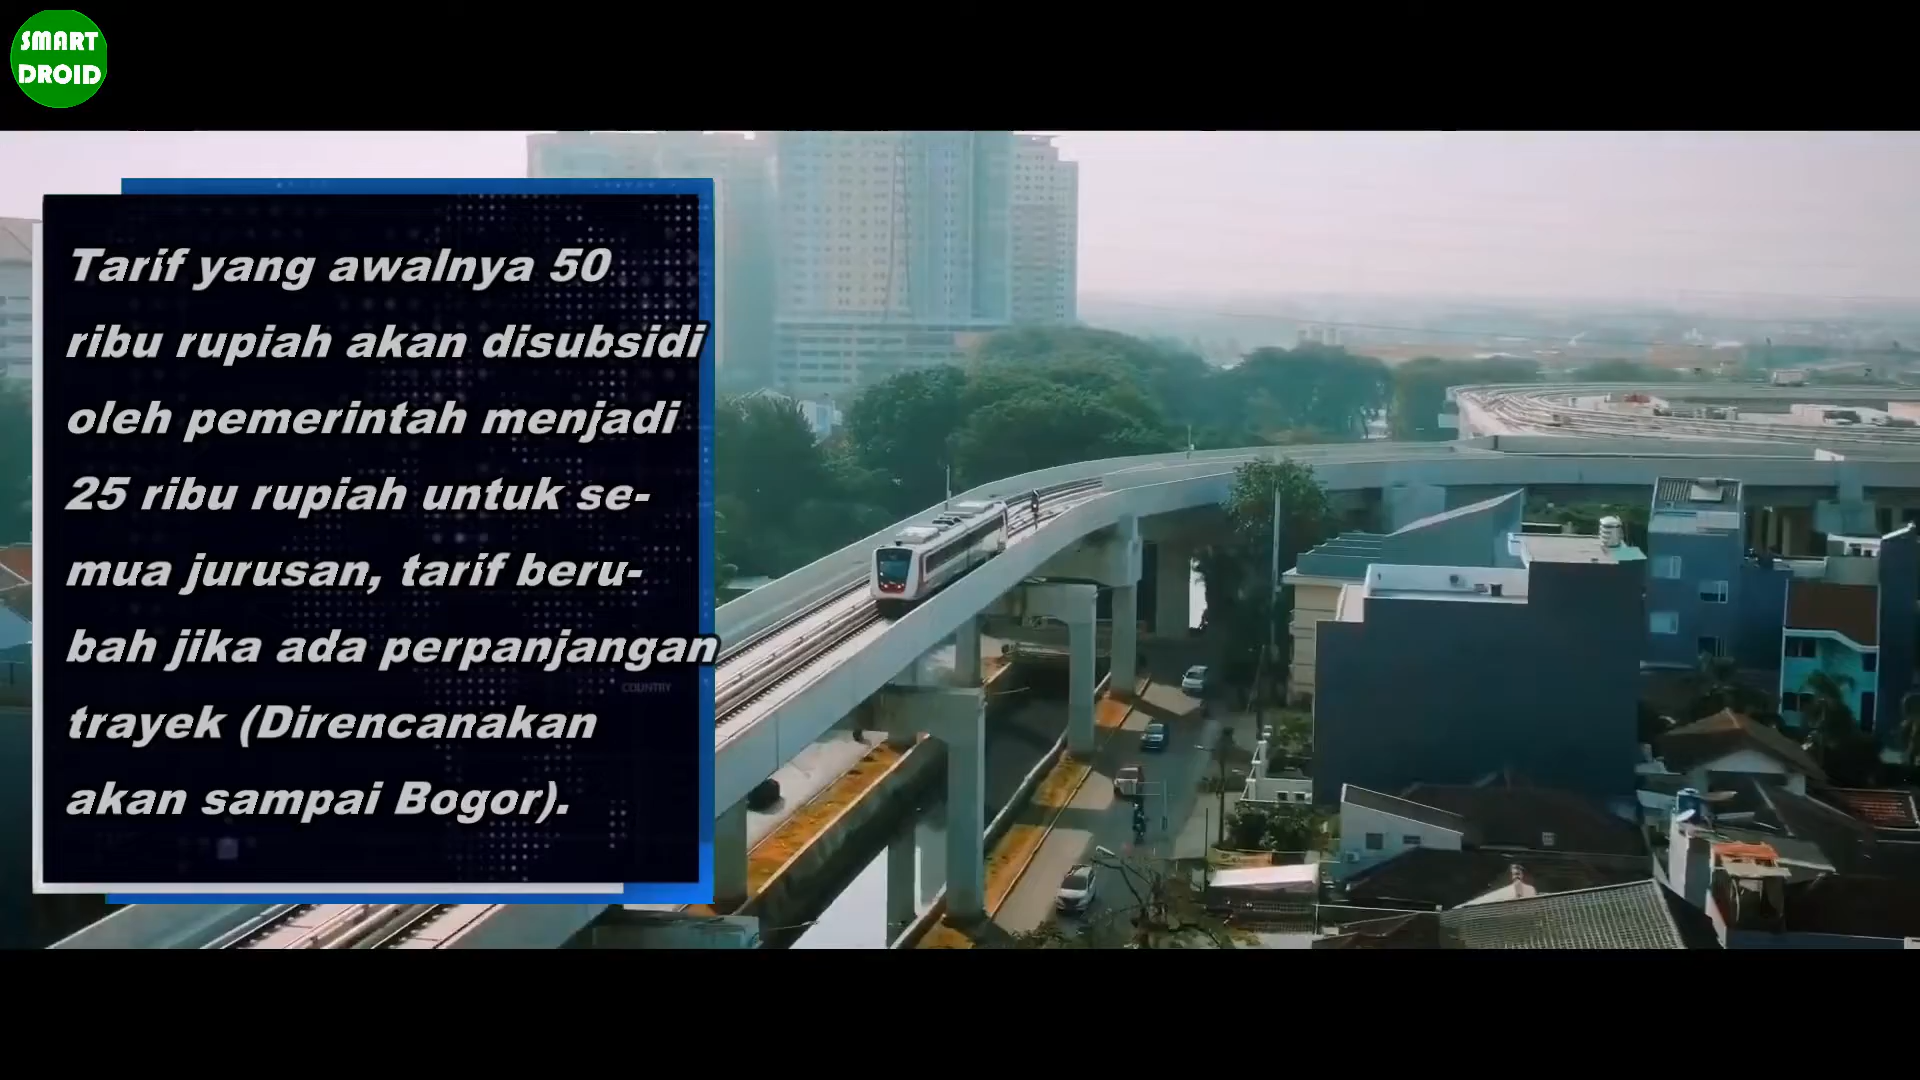 SMART
DROID
Tarif yang awalnya 50
ribu rupiah akan disubsidi
oleh pemerintah menjadi
25 ribu rupiah untuk se-
mua jurusan, tarif beru-
bah jika ada perpanjangan
COUNTRY
trayek (Direncanakan
akan sampai Bogor).